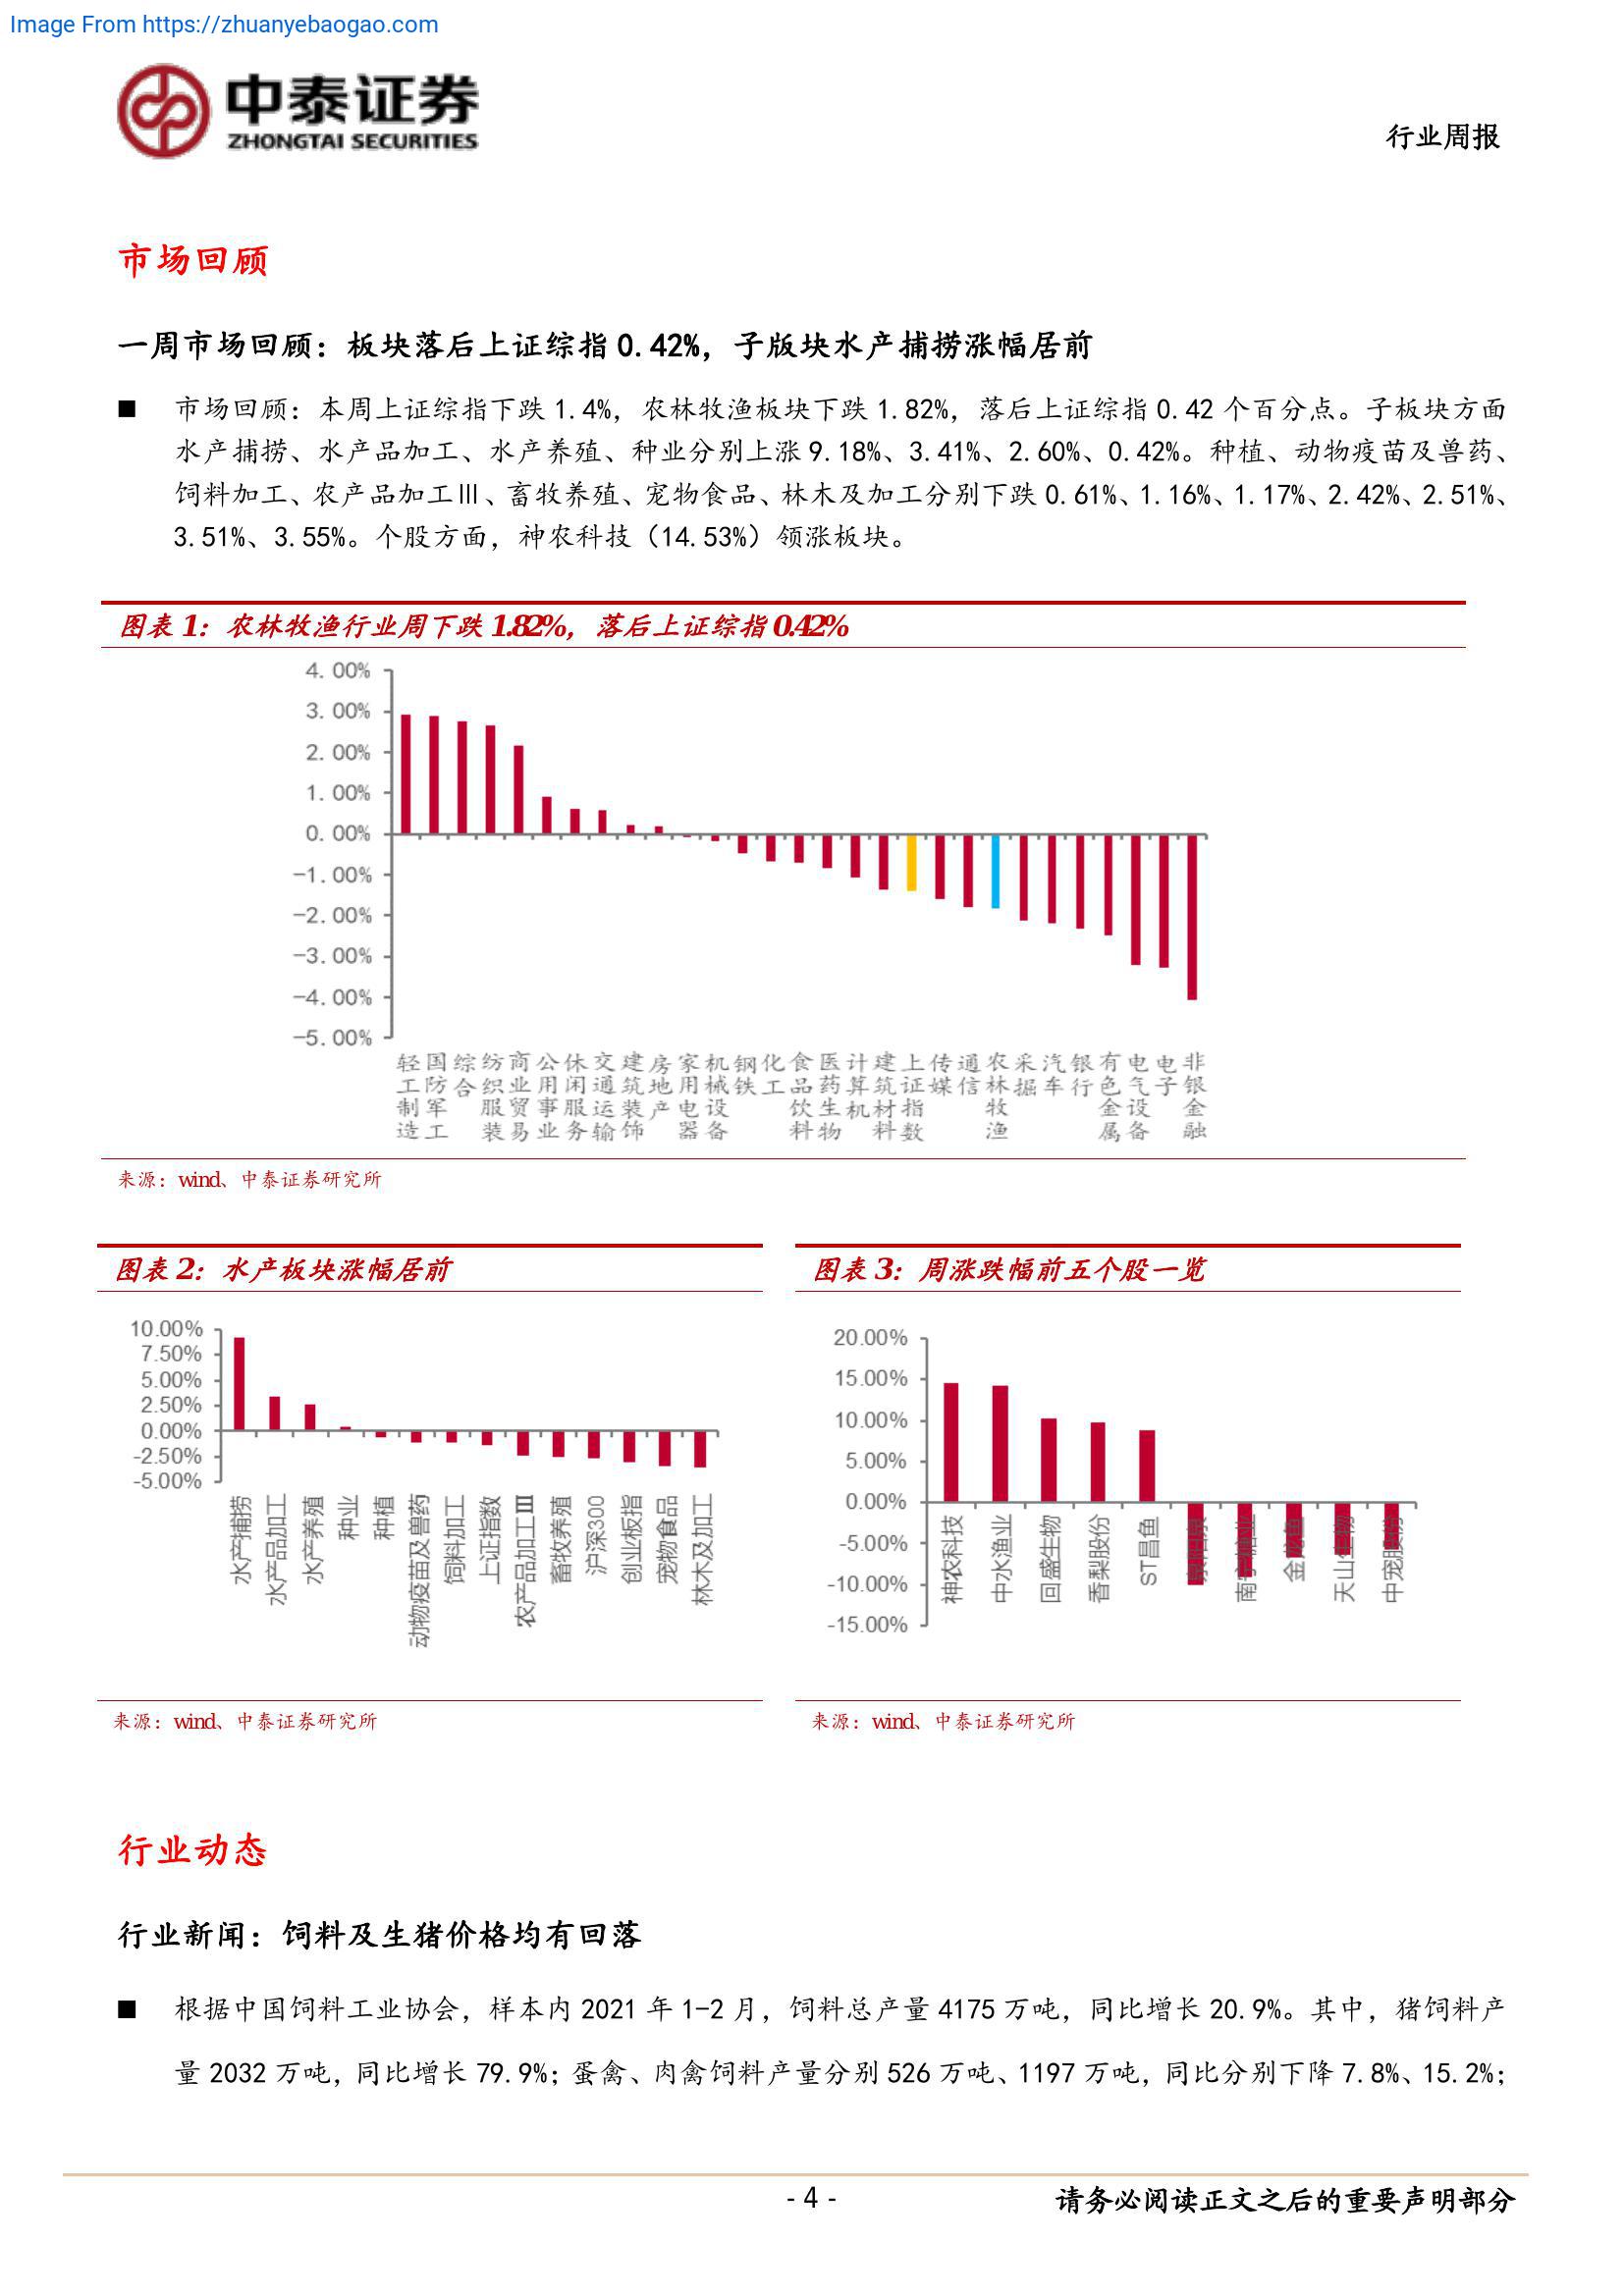 Image From https://zhuanyebaogao.com
中泰证券
ZHONGTAI SECURITIES
行业周报
市场回顾
一周市场回顾：板块落后上证综指 0.42%，子版块水产捕捞涨幅居前
■ 市场回顾：本周上证综指下跌 1.4%，农林牧渔板块下跌 1.82%，落后上证综指 0.42 个百分点。子板块方面
水产捕捞、水产品加工、水产养殖、种业分别上涨 9.18%、3.41%、2.60%、0.42%。种植、动物疫苗及兽药、
饲料加工、农产品加工Ⅲ、畜牧养殖、宠物食品、林木及加工分别下跌 0.61%、1.16%、1.17%、2.42%、2.51%、
3.51%、3.55%。个股方面，神农科技（14.53%）领涨板块。
图表 1：农林牧渔行业周下跌 1.82%，落后上证综指 0.42%
4.00%
3.00%
2.00%
1.00%
0.00%
-1.00%
-2.00%
-3.00%
-4.00%
-5.00%
轻工制造
国防军工
综合
纺织服装
商业贸易
公用事业
休闲服务
交通运输
建筑装饰
房地产
家用电器
机械设备
钢铁
化工
食品饮料
医药生物
计算机
建筑材料
上证指数
传媒
通信
农林牧渔
采掘
汽车
银行
有色金属
电气设备
电子
非银金融
来源：wind、中泰证券研究所
图表 2：水产板块涨幅居前
10.00%
7.50%
5.00%
2.50%
0.00%
-2.50%
-5.00%
水产捕捞
水产品加工
水产养殖
种业
种植
动物疫苗及兽药
饲料加工
上证指数
农产品加工Ⅲ
畜牧养殖
沪深300
创业板指
宠物食品
林木及加工
来源：wind、中泰证券研究所
图表 3：周涨跌幅前五个股一览
20.00%
15.00%
10.00%
5.00%
0.00%
-5.00%
-10.00%
-15.00%
神农科技
中水渔业
回盛生物
香梨股份
ST昌鱼
南宁糖业
金龙鱼
天山生物
中宠股份
来源：wind、中泰证券研究所
行业动态
行业新闻：饲料及生猪价格均有回落
■ 根据中国饲料工业协会，样本内 2021 年 1-2 月，饲料总产量 4175 万吨，同比增长 20.9%。其中，猪饲料产
量 2032 万吨，同比增长 79.9%；蛋禽、肉禽饲料产量分别 526 万吨、1197 万吨，同比分别下降 7.8%、15.2%；
- 4 -
请务必阅读正文之后的重要声明部分